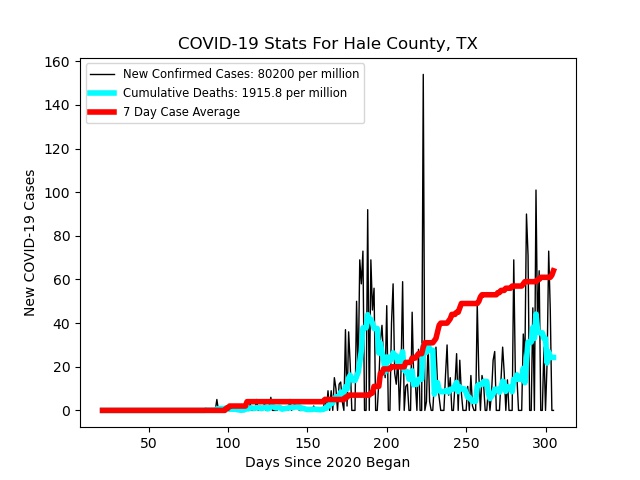 COVID-19 Stats For Hale County, TX
New Confirmed Cases: 80200 per million
Cumulative Deaths: 1915.8 per million
7 Day Case Average
New COVID-19 Cases
160
140
120
100
80
60
40
20
0
50 100 150 200 250 300
Days Since 2020 Began